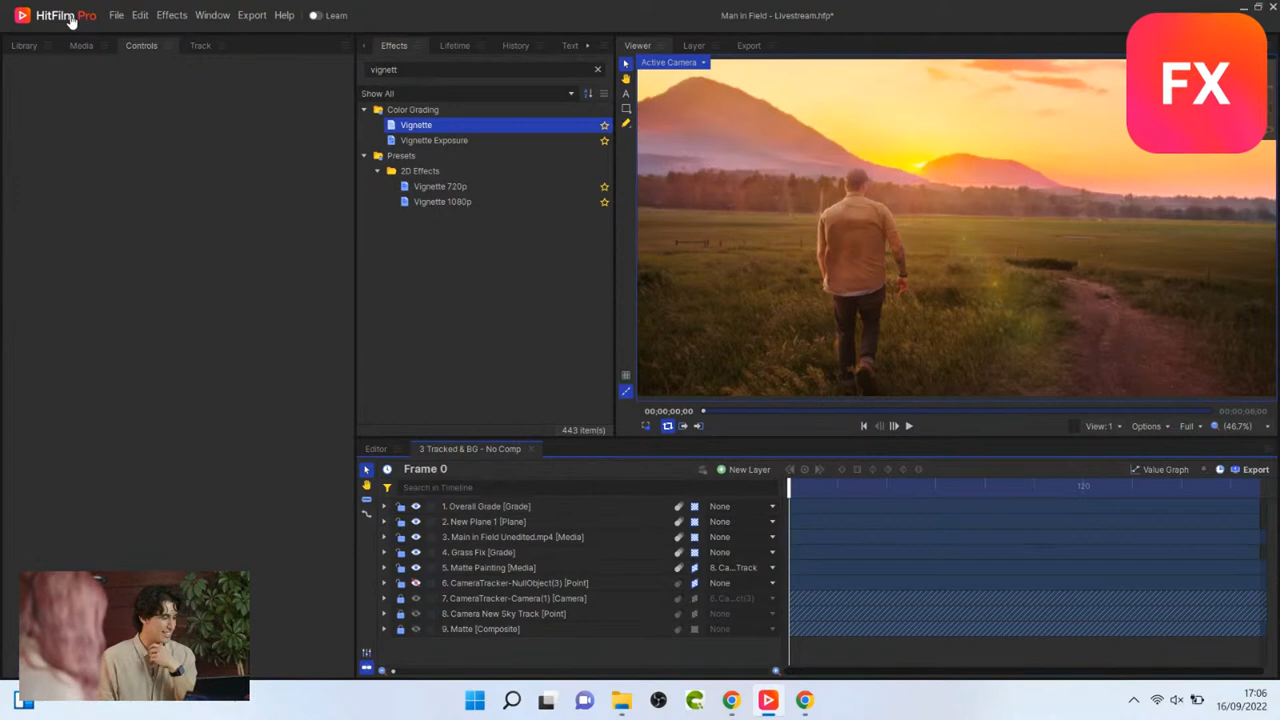 HitFilm Pro File Edit Effects Window Export Help Learn Man in Field - Livestream.hfp*
Library Media Controls Track Effects Lifetime History Text Viewer Layer Export
Active Camera
FX
vignett
Show All
Color Grading
Vignette
Vignette Exposure
Presets
2D Effects
Vignette 720p
Vignette 1080p
443 item(s)
00;00;00;00 00;00;06;00
View: 1 Options Full (46.7%)
Editor 3 Tracked & BG - No Comp
Frame 0 New Layer Value Graph Export
Search in Timeline 120
1. Overall Grade [Grade] None
2. New Plane 1 [Plane] None
3. Main in Field Unedited.mp4 [Media] None
4. Grass Fix [Grade] None
5. Matte Painting [Media] 8. Ca...Track
6. CameraTracker-NullObject(3) [Point] None
7. CameraTracker-Camera(1) [Camera] 6. Ca...ct(3)
8. Camera New Sky Track [Point] None
9. Matte [Composite] None
17:06
16/09/2022